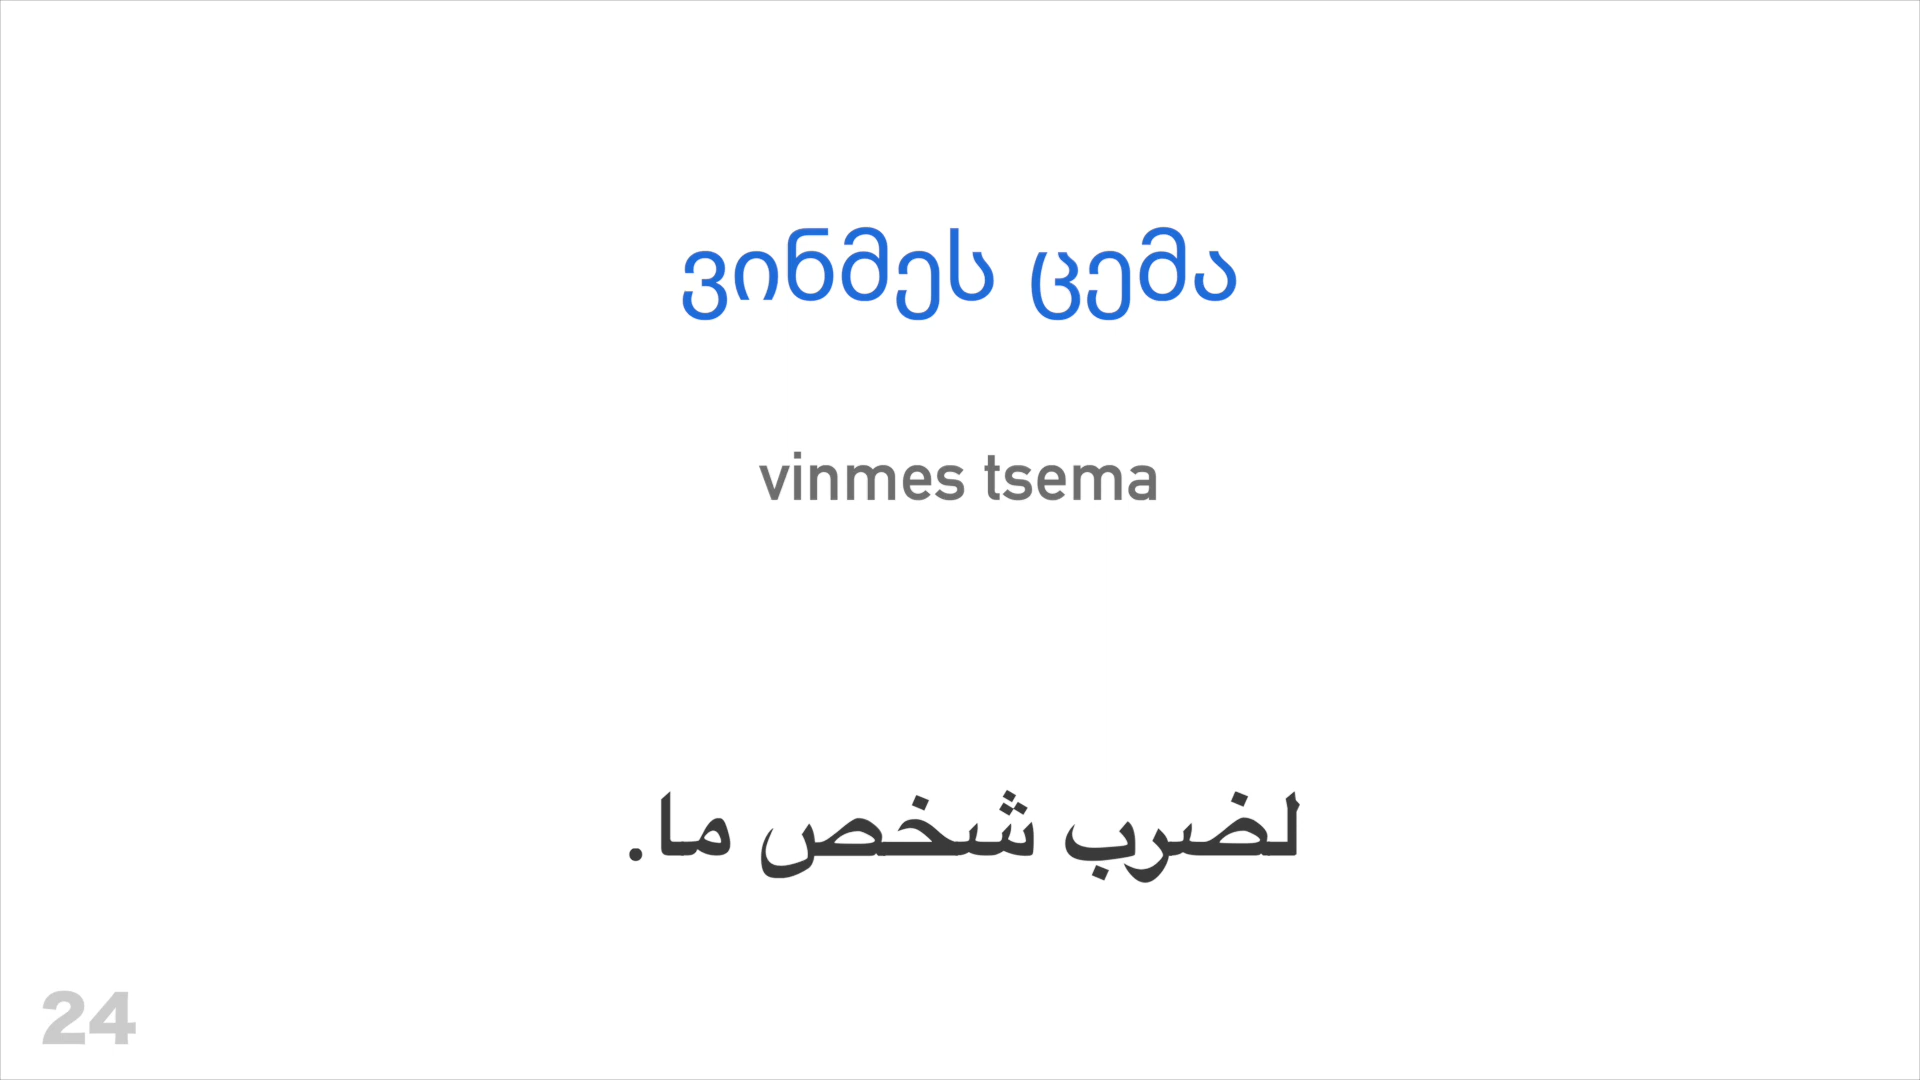 ვინმეს ცემა
vinmes tsema
لضرب شخص ما.
24